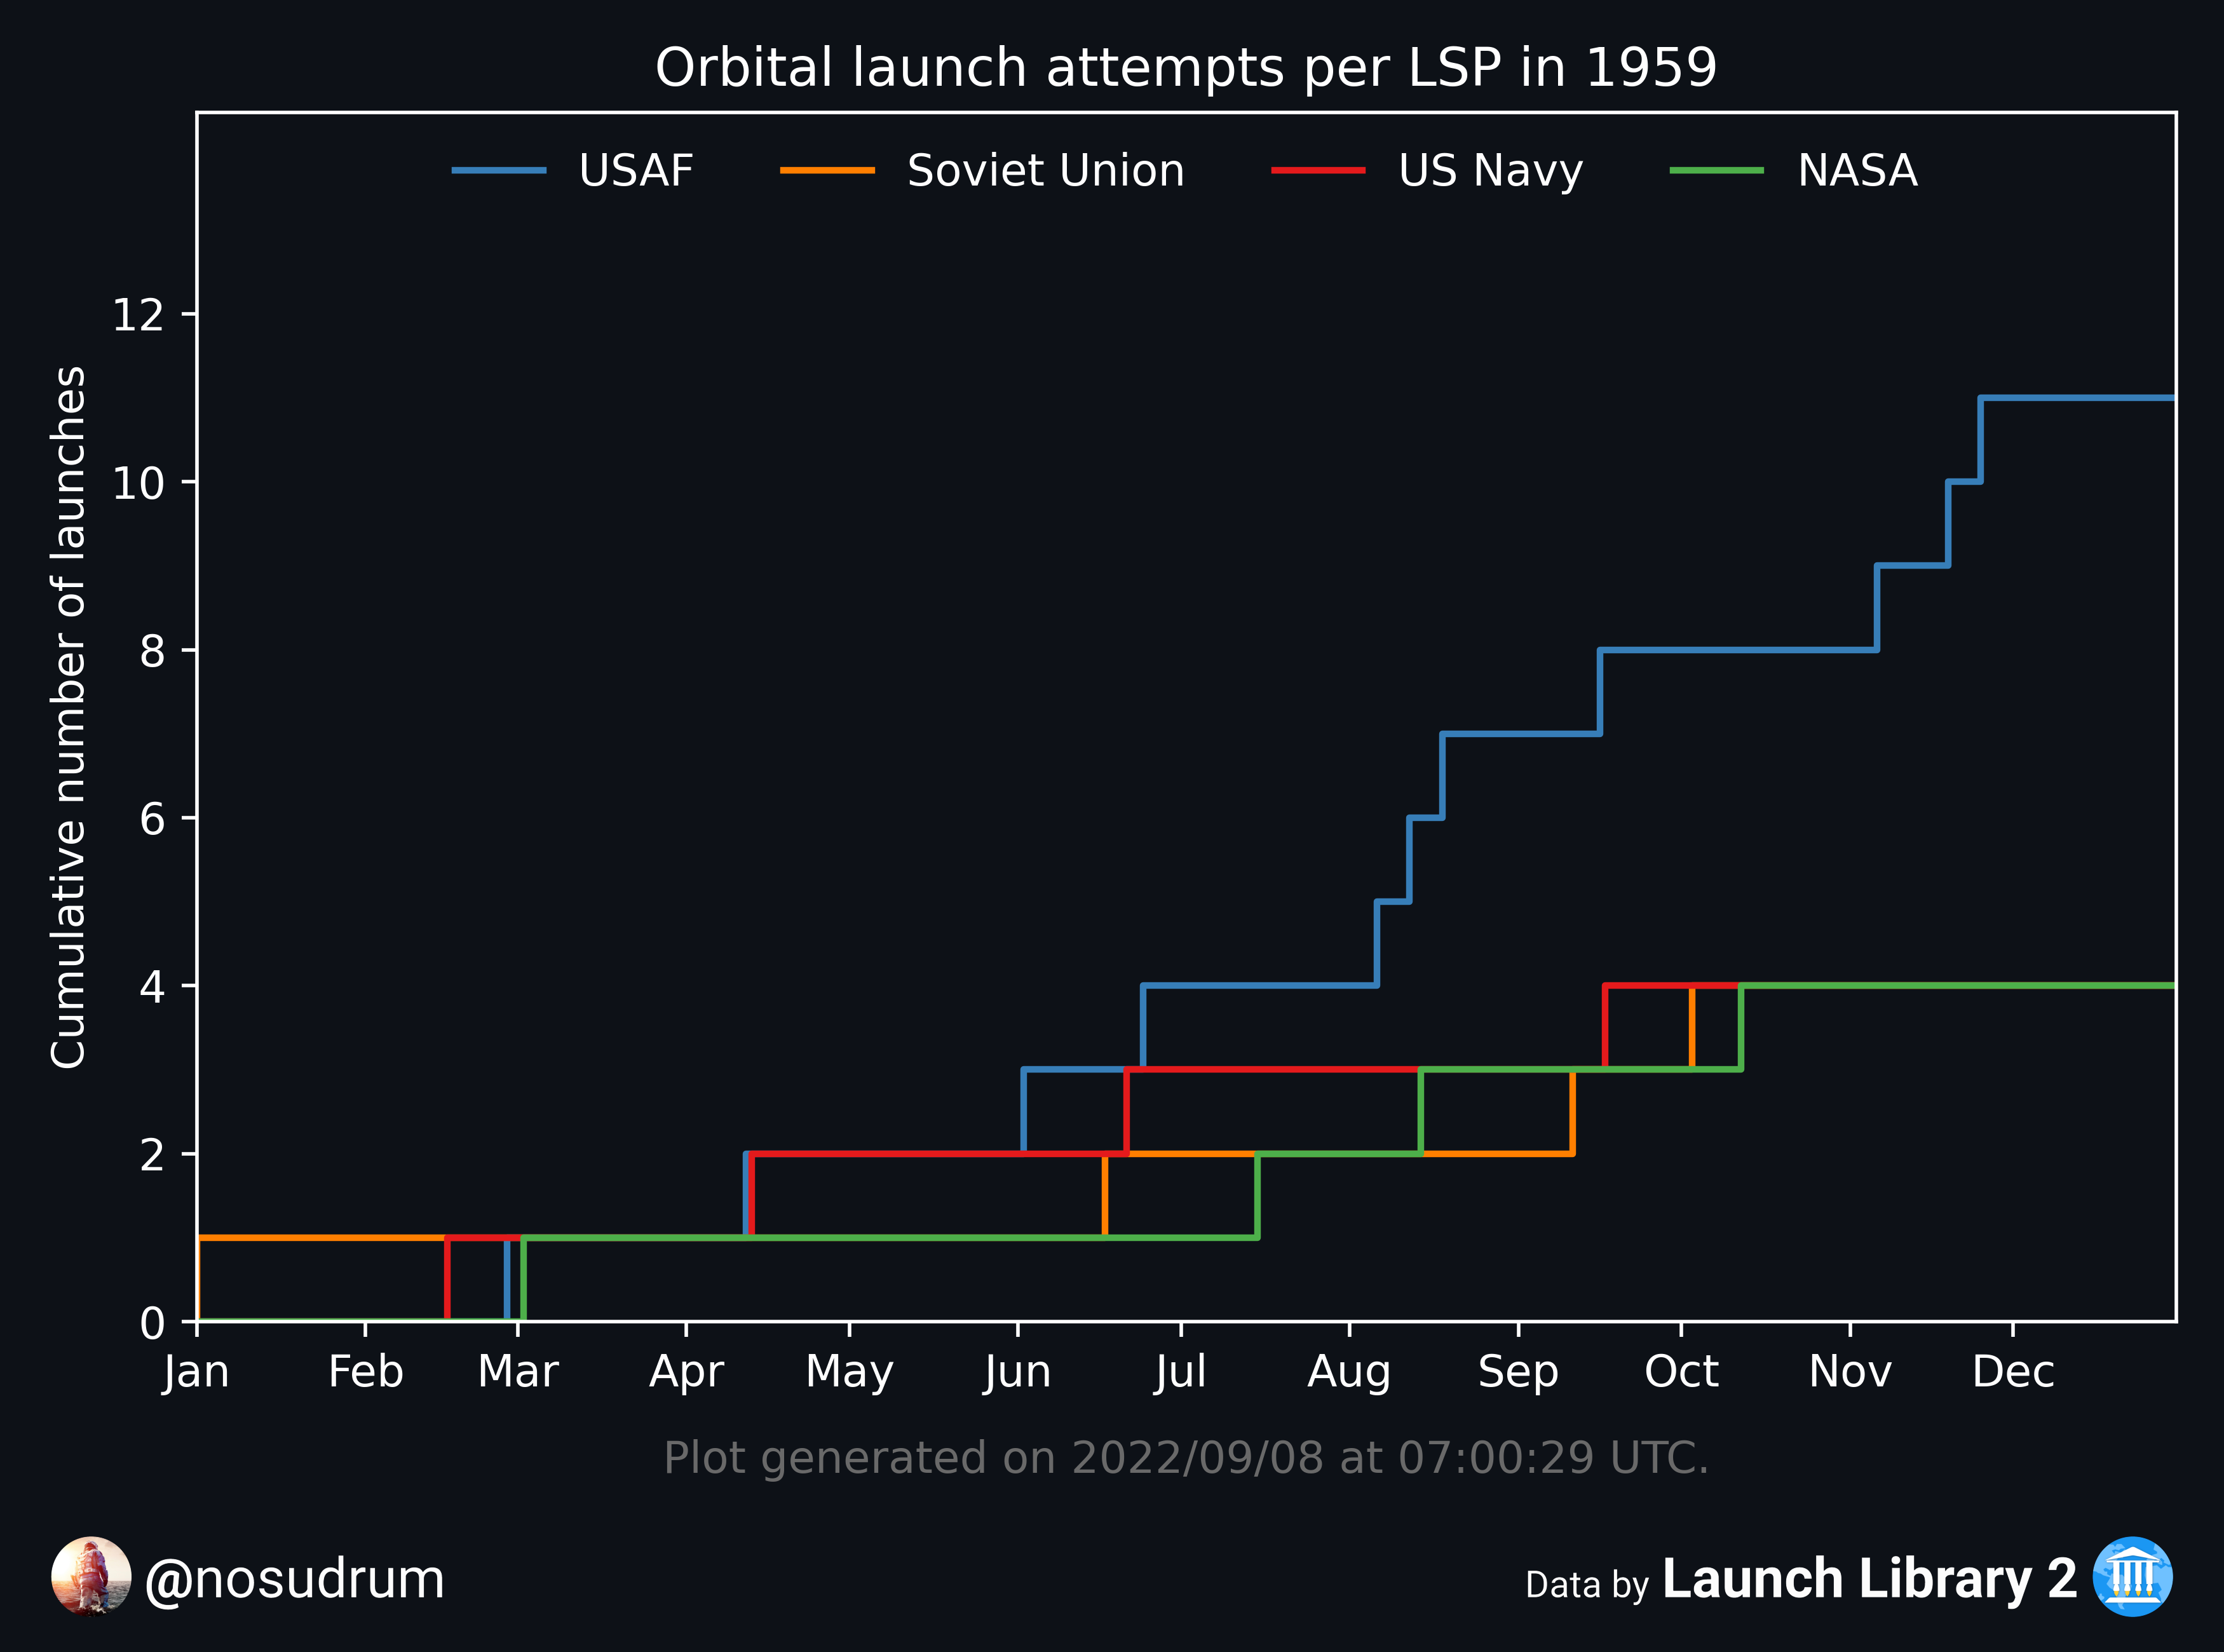 Orbital launch attempts per LSP in 1959
USAF Soviet Union US Navy NASA
Cumulative number of launches
12
10
8
6
4
2
0
Jan Feb Mar Apr May Jun Jul Aug Sep Oct Nov Dec
Plot generated on 2022/09/08 at 07:00:29 UTC.
@nosudrum
Data by Launch Library 2